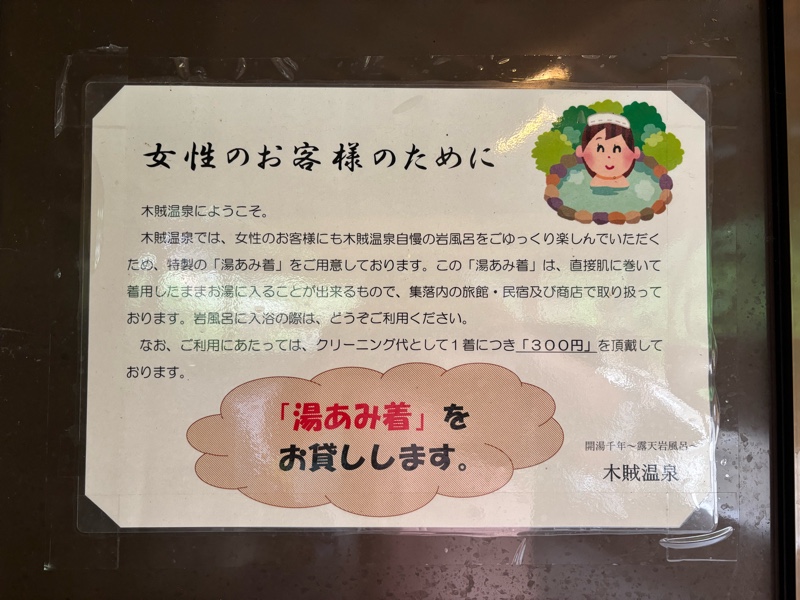 女性のお客様のために
木賊温泉にようこそ。
木賊温泉では、女性のお客様にも木賊温泉自慢の岩風呂をごゆっくり楽しんでいただく
ため、特製の「湯あみ着」をご用意しております。この「湯あみ着」は、直接肌に巻いて
着用したままお湯に入ることが出来るもので、集落内の旅館・民宿及び商店で取り扱って
おります。岩風呂に入浴の際は、どうぞご利用ください。
なお、ご利用にあたっては、クリーニング代として１着につき「３００円」を頂戴して
おります。
「湯あみ着」を
お貸しします。
開湯千年～露天岩風呂～
木賊温泉